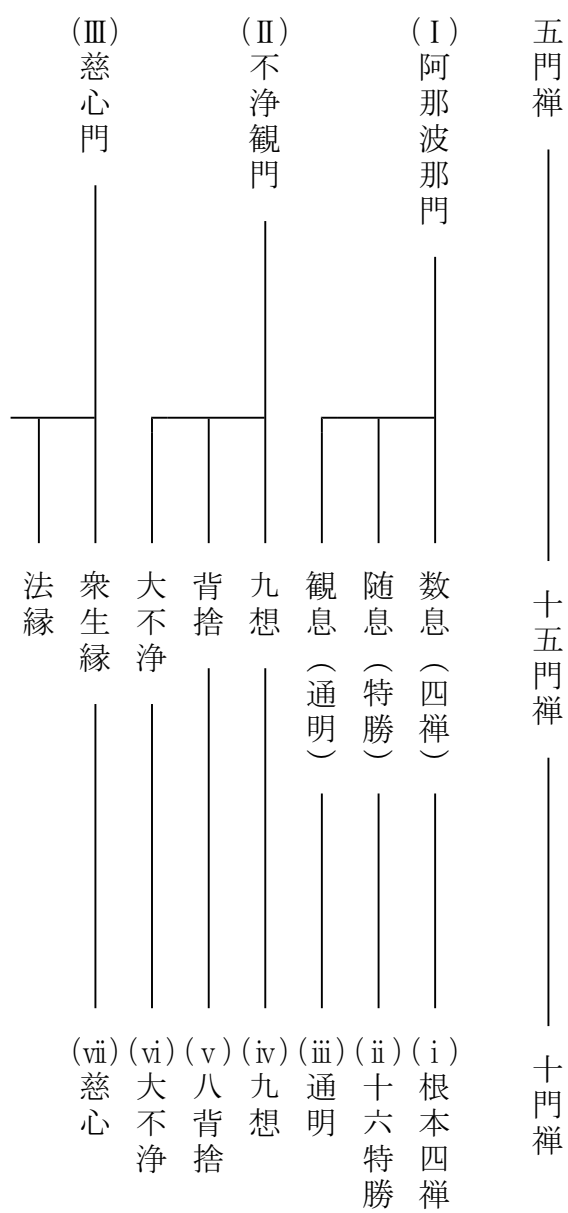 五門禅
十五門禅
十門禅
(Ⅰ)阿那波那門
数息(四禅)
(ⅰ)根本四禅
随息(特勝)
(ⅱ)十六特勝
観息(通明)
(ⅲ)通明
(Ⅱ)不浄観門
九想
(ⅳ)九想
背捨
(ⅴ)八背捨
大不浄
(ⅵ)大不浄
(Ⅲ)慈心門
衆生縁
(ⅶ)慈心
法縁